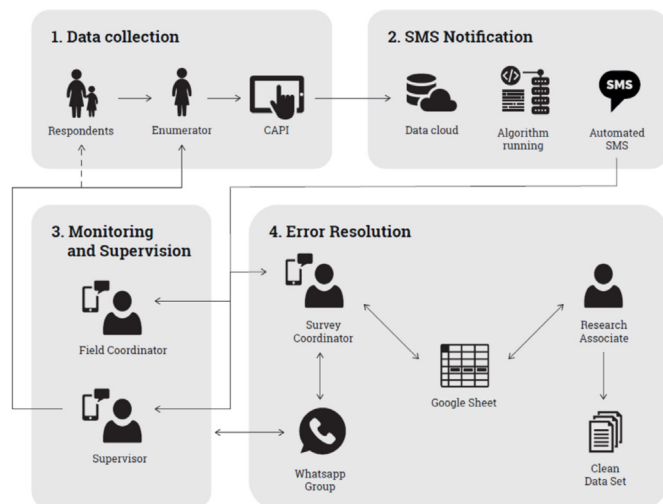 1. Data collection
Respondents
Enumerator
CAPI
2. SMS Notification
Data cloud
Algorithm
running
SMS
Automated
SMS
3. Monitoring
and Supervision
Field Coordinator
Supervisor
4. Error Resolution
Survey
Coordinator
Research
Associate
Google Sheet
Whatsapp
Group
Clean
Data Set